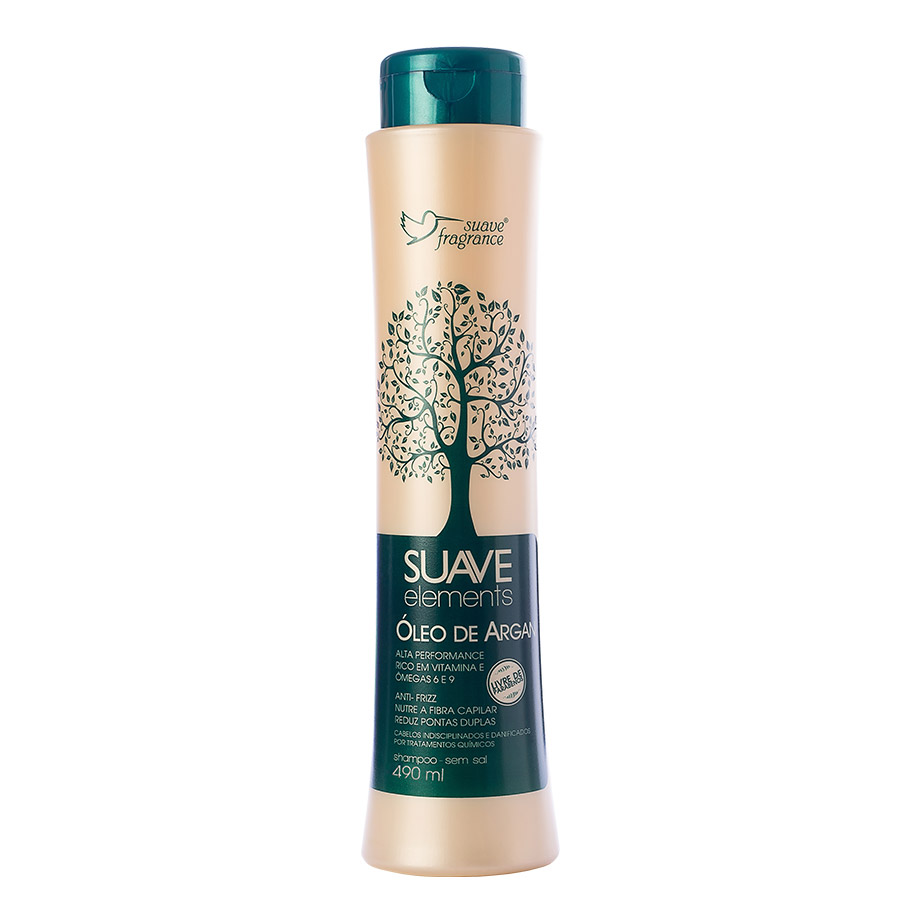 suave®
fragrance
SUAVE
elements
ÓLEO DE ARGAN
ALTA PERFORMANCE
RICO EM VITAMINA E
ÔMEGAS 6 E 9
LIVRE DE
PARABENOS
ANTI- FRIZZ
NUTRE A FIBRA CAPILAR
REDUZ PONTAS DUPLAS
CABELOS INDISCIPLINADOS E DANIFICADOS
POR TRATAMENTOS QUÍMICOS
shampoo - sem sal
490 ml